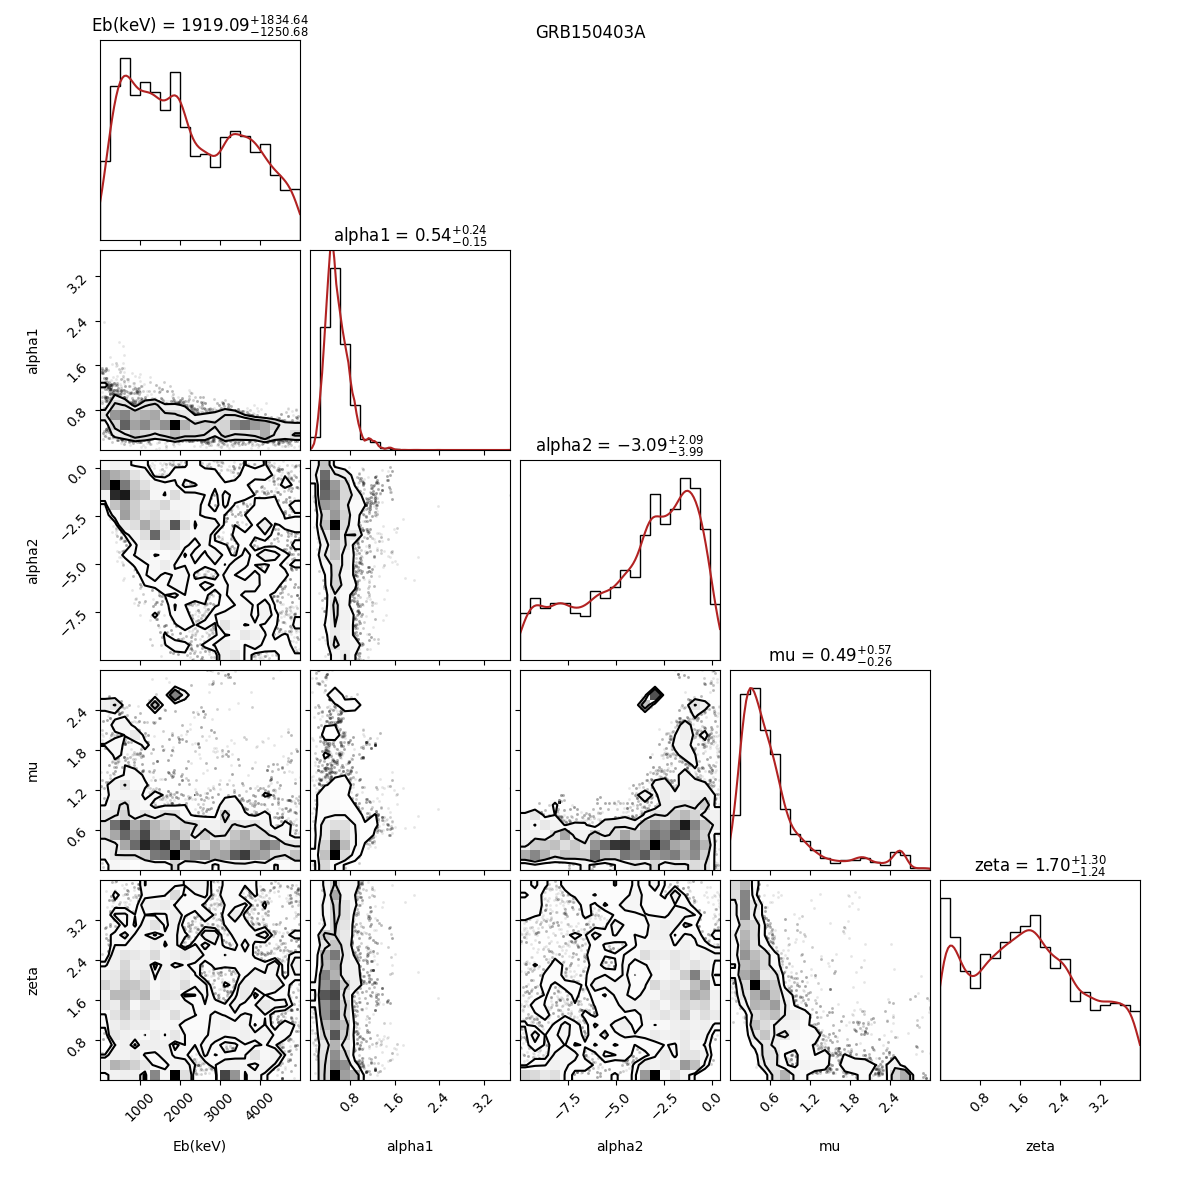 GRB150403A
Eb(keV) = 1919.09+1834.64−1250.68
alpha1 = 0.54+0.24−0.15
alpha1
3.2
2.4
1.6
0.8
alpha2 = −3.09+2.09−3.99
alpha2
0.0
−2.5
−5.0
−7.5
mu = 0.49+0.57−0.26
mu
2.4
1.8
1.2
0.6
zeta = 1.70+1.30−1.24
zeta
3.2
2.4
1.6
0.8
1000 2000 3000 4000
0.8 1.6 2.4 3.2
−7.5 −5.0 −2.5 0.0
0.6 1.2 1.8 2.4
0.8 1.6 2.4 3.2
Eb(keV) alpha1 alpha2 mu zeta